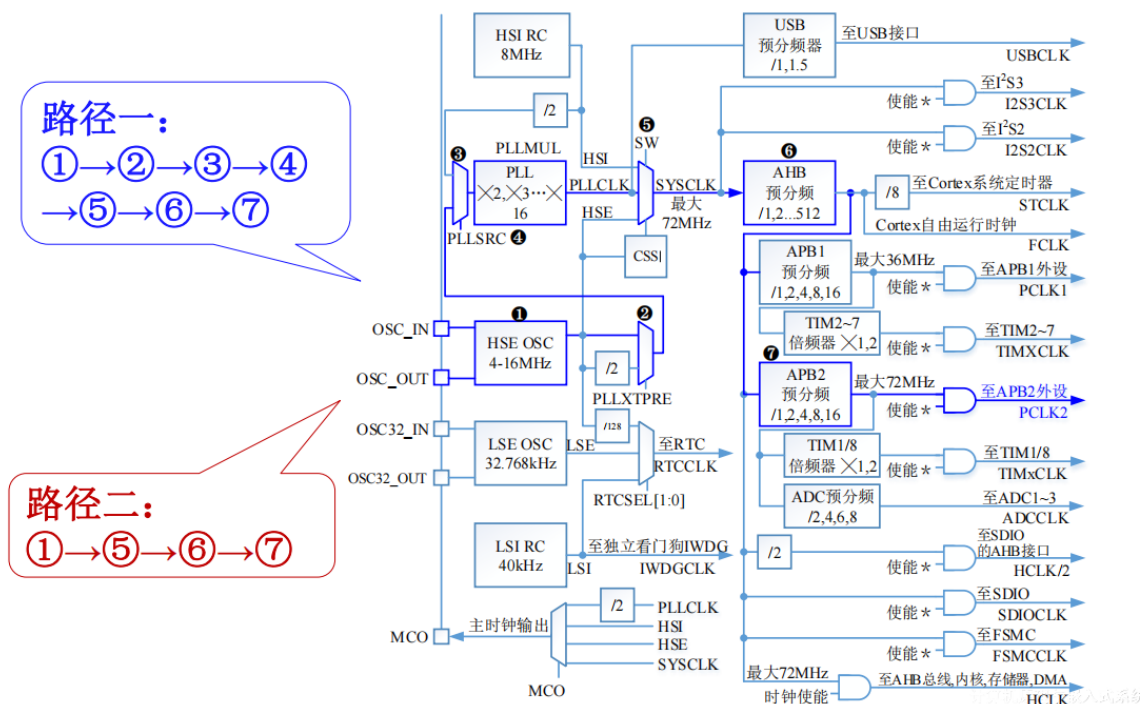 路径一：
①→②→③→④
→⑤→⑥→⑦
路径二：
①→⑤→⑥→⑦
HSI RC
8MHz
/2
❸
PLLMUL
PLL
×2,×3…×
16
PLLSRC ❹
PLLCLK
HSI
HSE
❺
SW
SYSCLK
最大
72MHz
CSS
❶
HSE OSC
4-16MHz
OSC_IN
OSC_OUT
❷
/2
PLLXTPRE
OSC32_IN
OSC32_OUT
LSE OSC
32.768kHz
LSE
/128
至RTC
RTCCLK
RTCSEL[1:0]
LSI RC
40kHz
LSI
至独立看门狗IWDG
IWDGCLK
MCO
主时钟输出
/2
PLLCLK
HSI
HSE
SYSCLK
MCO
USB
预分频器
/1,1.5
至USB接口
USBCLK
使能*
至I²S3
I2S3CLK
使能*
至I²S2
I2S2CLK
❻
AHB
预分频
/1,2...512
/8
至Cortex系统定时器
STCLK
Cortex自由运行时钟
FCLK
APB1
预分频
/1,2,4,8,16
最大36MHz
使能*
至APB1外设
PCLK1
TIM2~7
倍频器×1,2
使能*
至TIM2~7
TIMXCLK
❼
APB2
预分频
/1,2,4,8,16
最大72MHz
使能*
至APB2外设
PCLK2
TIM1/8
倍频器×1,2
使能*
至TIM1/8
TIMxCLK
ADC预分频
/2,4,6,8
至ADC1~3
ADCCLK
/2
使能*
至SDIO
的AHB接口
HCLK/2
使能*
至SDIO
SDIOCLK
使能*
至FSMC
FSMCCLK
最大72MHz
时钟使能
至AHB总线,内核,存储器,DMA
HCLK